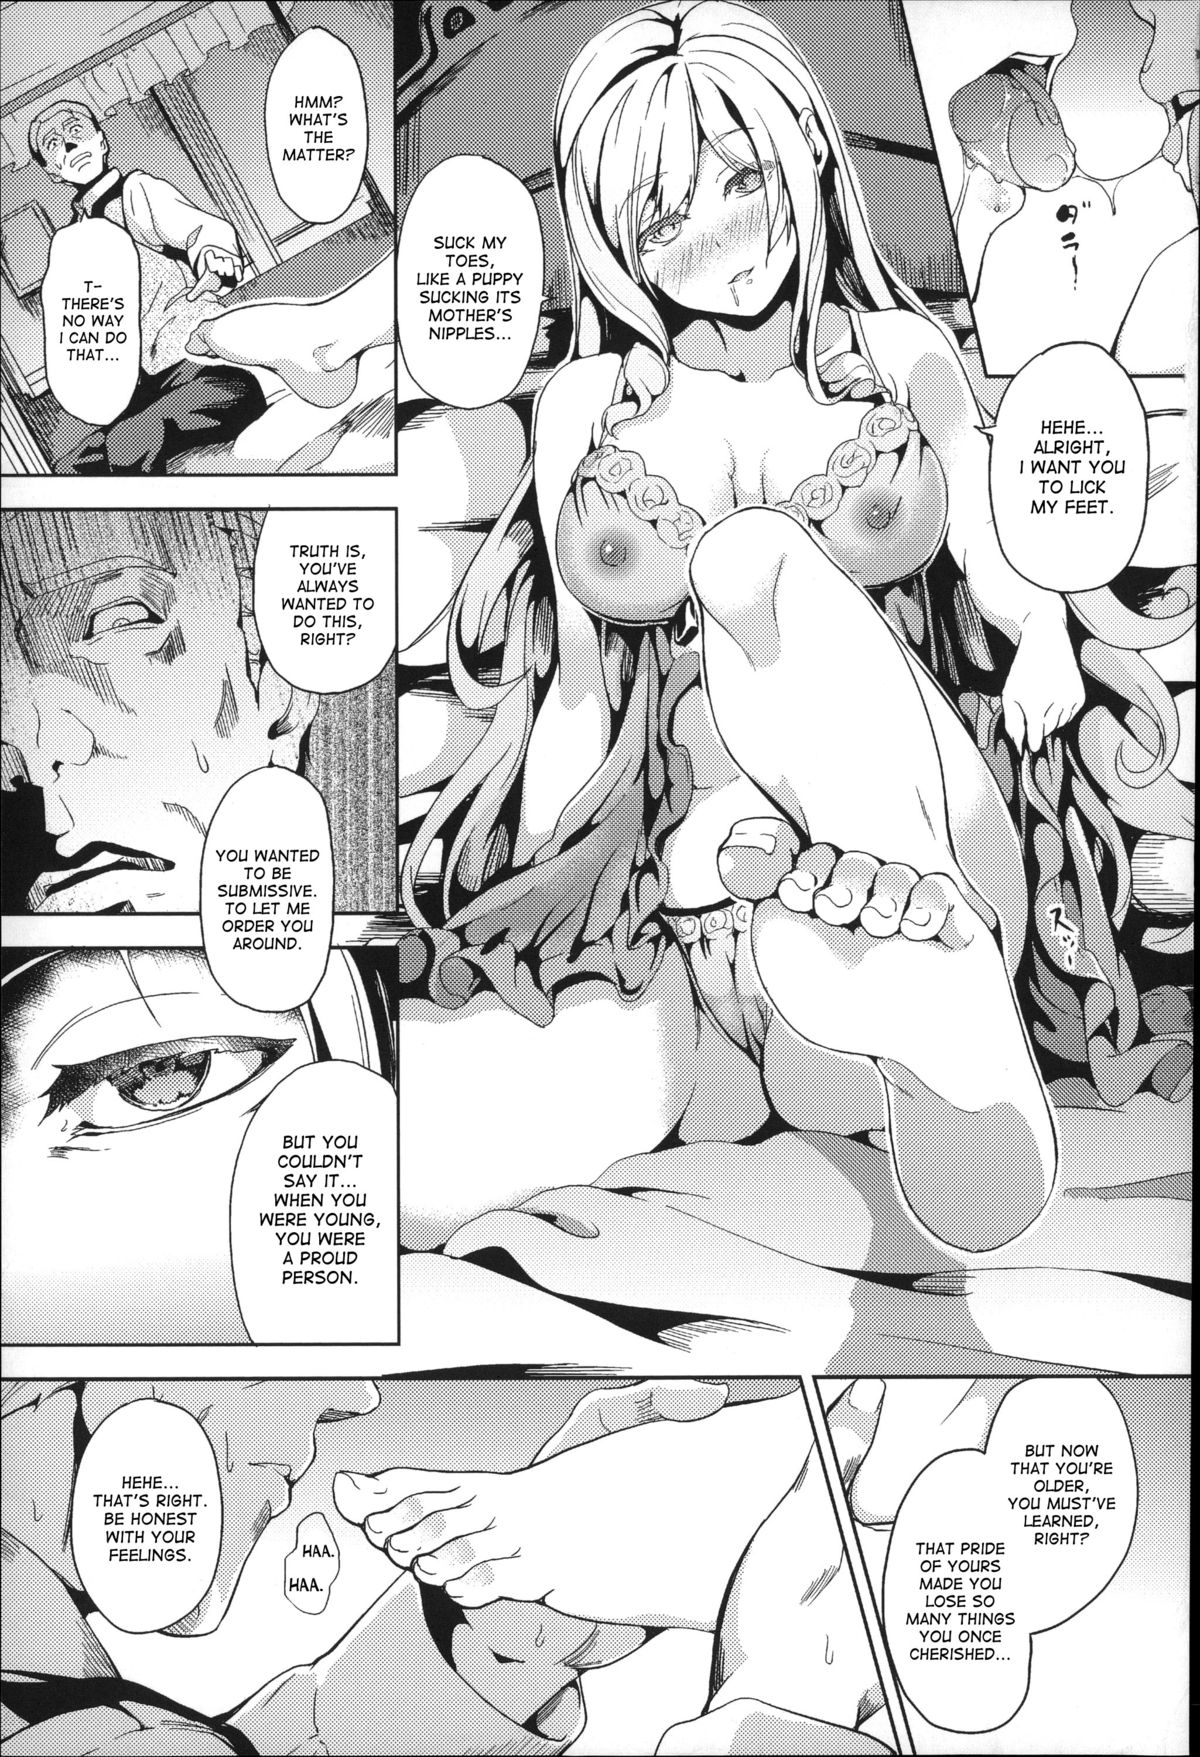 ダラー
HEHE...
ALRIGHT,
I WANT YOU
TO LICK
MY FEET.
SUCK MY
TOES,
LIKE A PUPPY
SUCKING ITS
MOTHER'S
NIPPLES...
HMM?
WHAT'S
THE
MATTER?
T-
THERE'S
NO WAY
I CAN DO
THAT...
TRUTH IS,
YOU'VE
ALWAYS
WANTED TO
DO THIS,
RIGHT?
YOU WANTED
TO BE
SUBMISSIVE.
TO LET ME
ORDER YOU
AROUND.
BUT YOU
COULDN'T
SAY IT...
WHEN YOU
WERE YOUNG,
YOU WERE
A PROUD
PERSON.
BUT NOW
THAT YOU'RE
OLDER,
YOU MUST'VE
LEARNED,
RIGHT?
THAT PRIDE
OF YOURS
MADE YOU
LOSE SO
MANY THINGS
YOU ONCE
CHERISHED...
HAA.
HAA.
HEHE...
THAT'S RIGHT.
BE HONEST
WITH YOUR
FEELINGS.